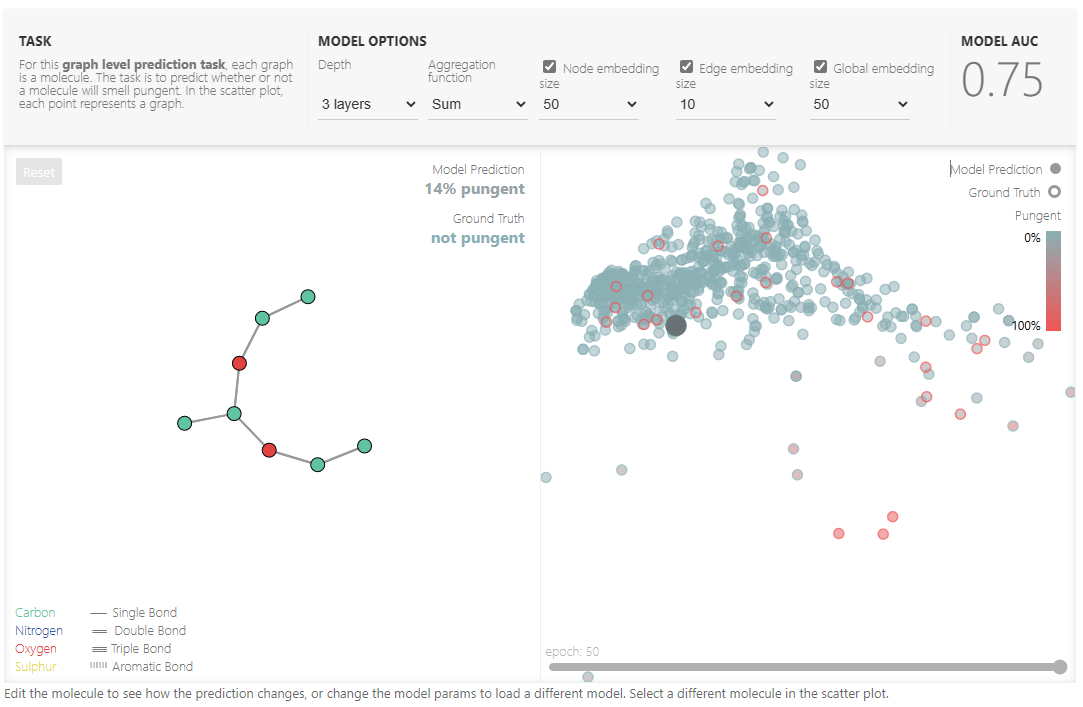 TASK
For this graph level prediction task, each graph
is a molecule. The task is to predict whether or not
a molecule will smell pungent. In the scatter plot,
each point represents a graph.
MODEL OPTIONS
Depth
3 layers
Aggregation
function
Sum
Node embedding
size
50
Edge embedding
size
10
Global embedding
size
50
MODEL AUC
0.75
Reset
Model Prediction
14% pungent
Ground Truth
not pungent
Carbon
Nitrogen
Oxygen
Sulphur
Single Bond
Double Bond
Triple Bond
Aromatic Bond
Model Prediction
Ground Truth
Pungent
0%
100%
epoch: 50
Edit the molecule to see how the prediction changes, or change the model params to load a different model. Select a different molecule in the scatter plot.